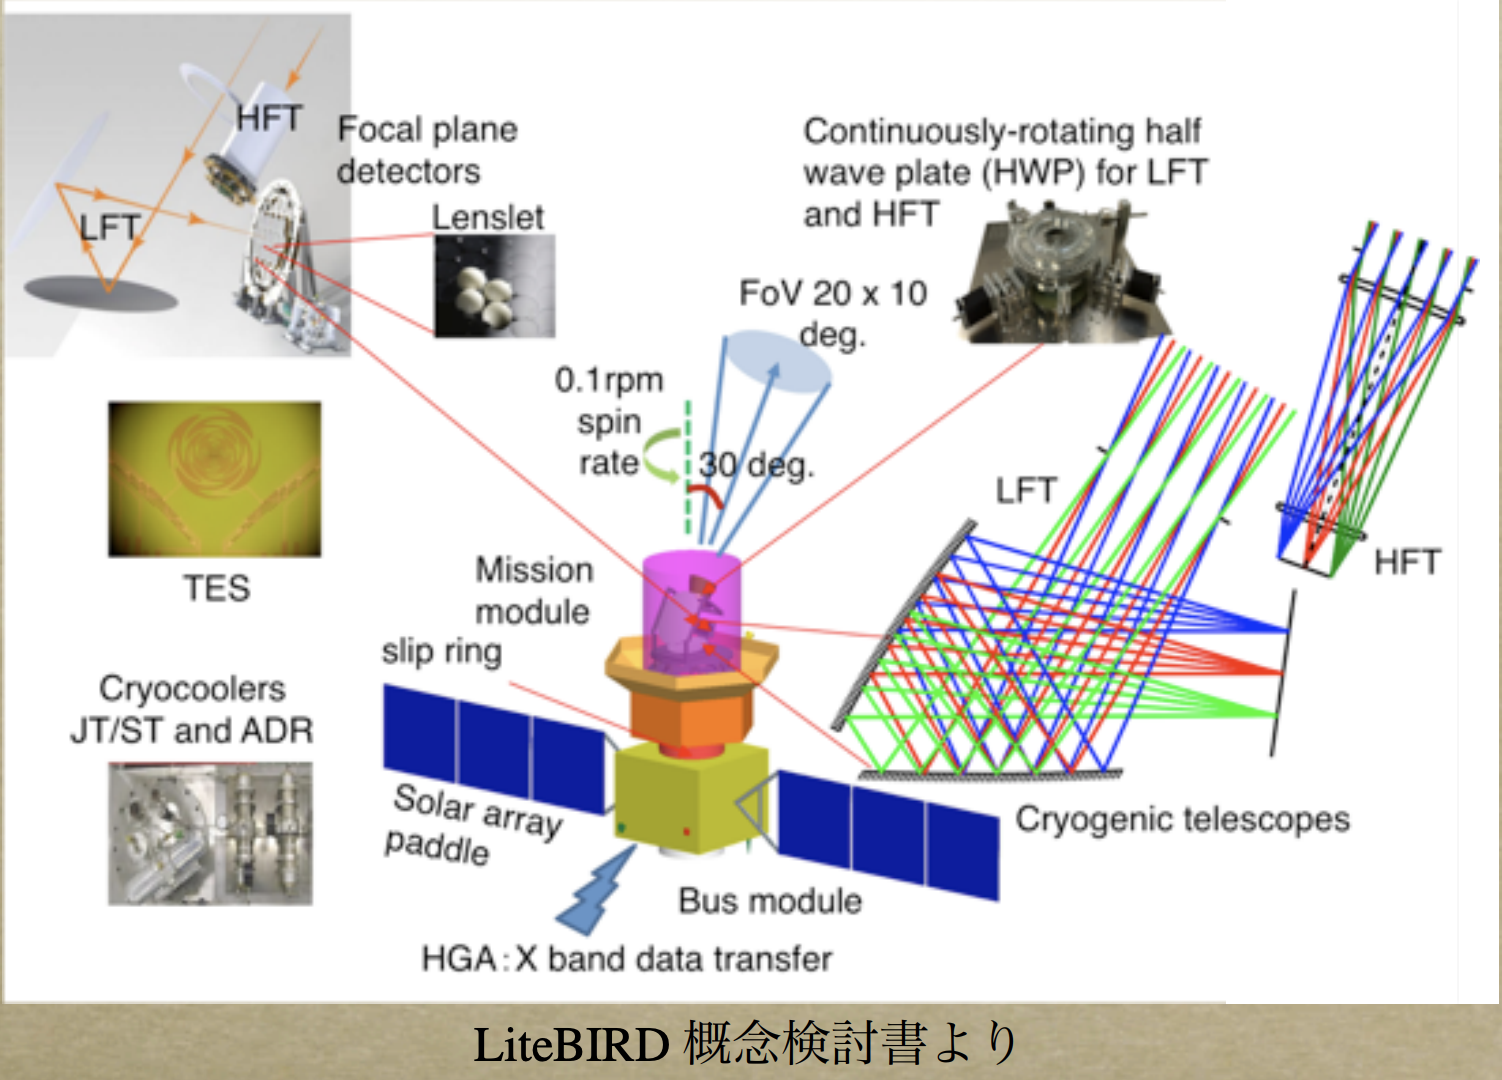 HFT
LFT
Focal plane
detectors
Lenslet
Continuously-rotating half
wave plate (HWP) for LFT
and HFT
FoV 20 x 10
deg.
0.1rpm
spin
rate
30 deg.
TES
LFT
HFT
Mission
module
slip ring
Cryocoolers
JT/ST and ADR
Solar array
paddle
Cryogenic telescopes
Bus module
HGA:X band data transfer
LiteBIRD 概念検討書より